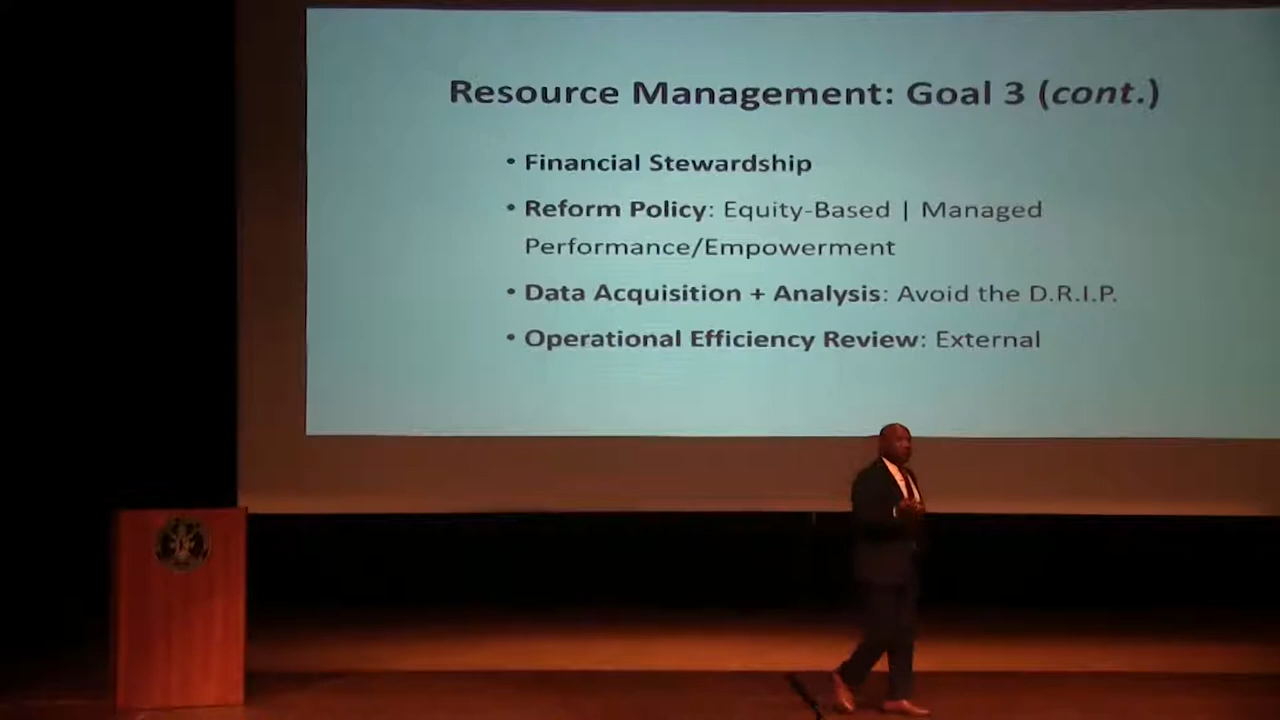 Resource Management: Goal 3 (cont.)
• Financial Stewardship
• Reform Policy: Equity-Based | Managed
Performance/Empowerment
• Data Acquisition + Analysis: Avoid the D.R.I.P.
• Operational Efficiency Review: External